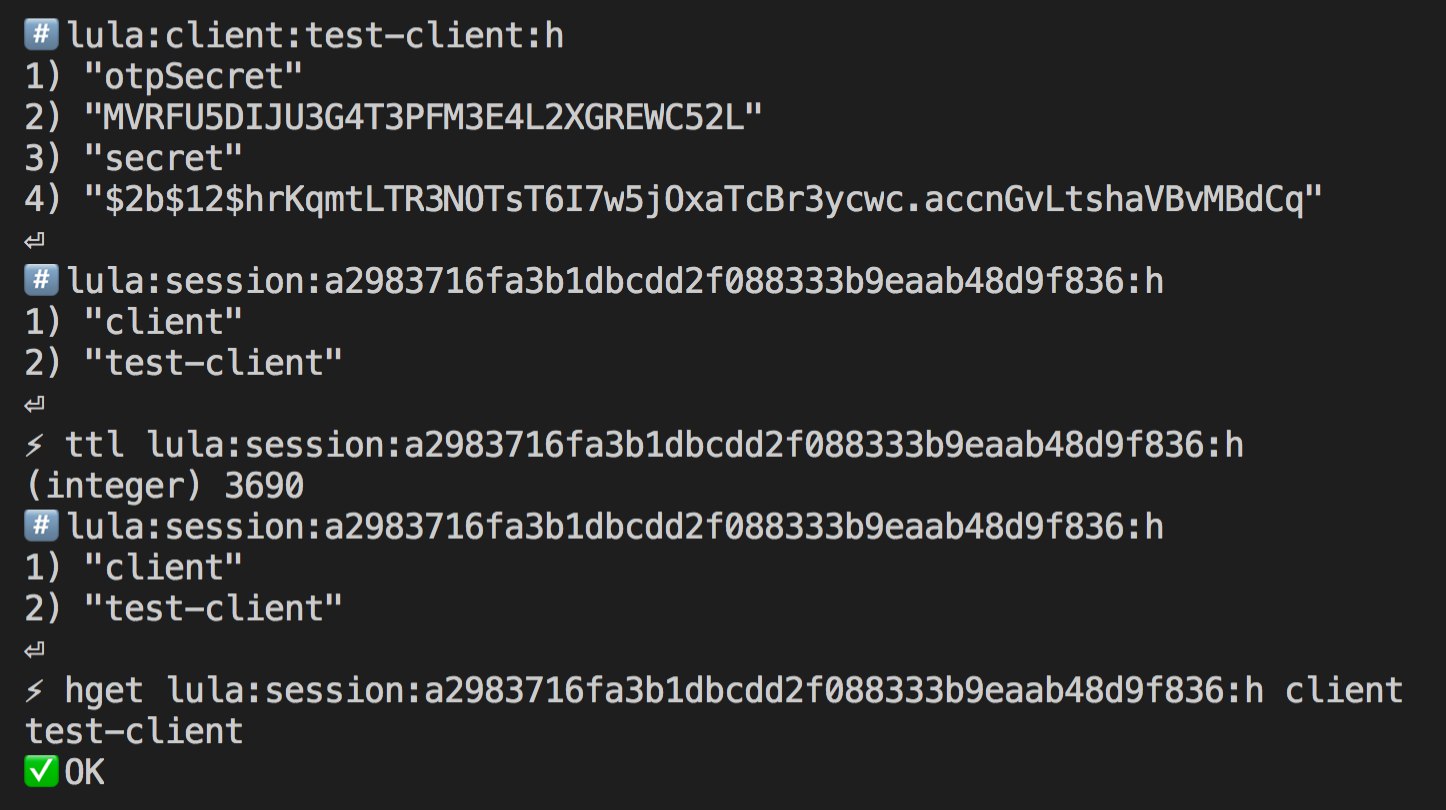 #️⃣ lula:client:test-client:h
1) "otpSecret"
2) "MVRFU5DIJU3G4T3PFM3E4L2XGREWC52L"
3) "secret"
4) "$2b$12$hrKqmtLTR3NOTsT6I7w5jOxaTcBr3ycwc.accnGvLtshaVBvMBdCq"
⏎
#️⃣ lula:session:a2983716fa3b1dbcdd2f088333b9eaab48d9f836:h
1) "client"
2) "test-client"
⏎
⚡ ttl lula:session:a2983716fa3b1dbcdd2f088333b9eaab48d9f836:h
(integer) 3690
#️⃣ lula:session:a2983716fa3b1dbcdd2f088333b9eaab48d9f836:h
1) "client"
2) "test-client"
⏎
⚡ hget lula:session:a2983716fa3b1dbcdd2f088333b9eaab48d9f836:h client
test-client
✅ OK